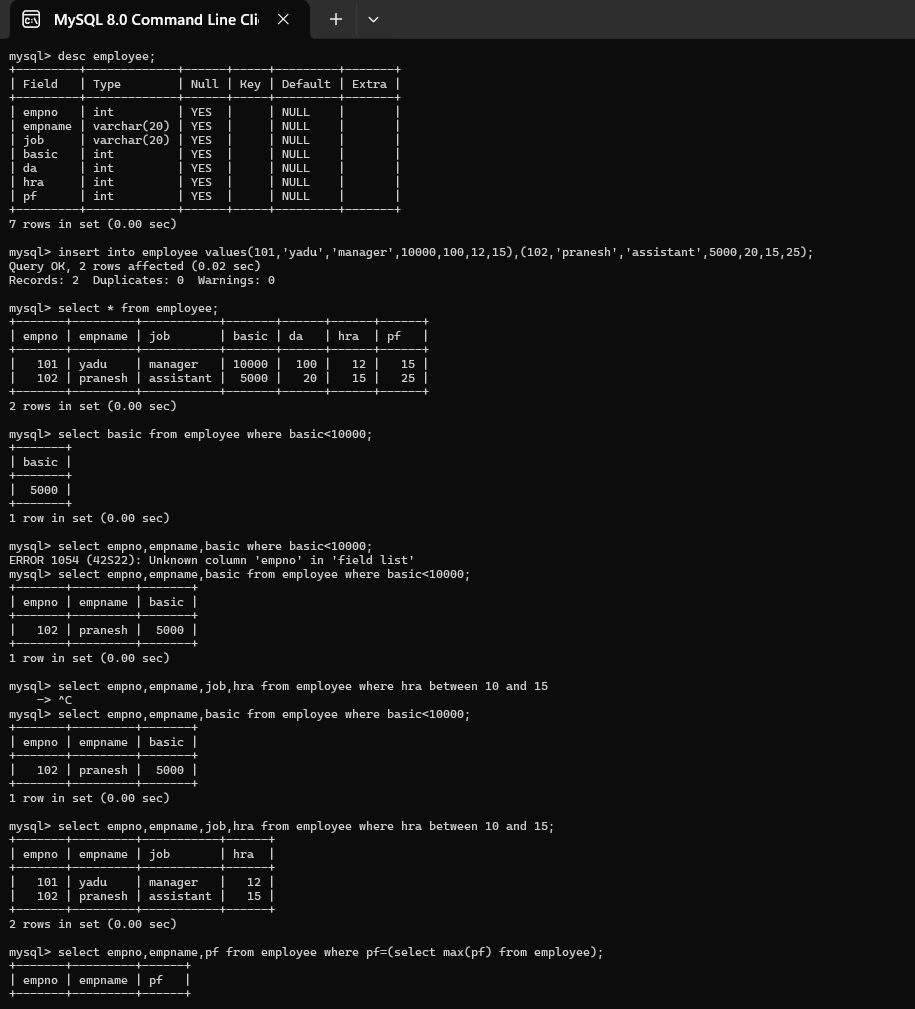 MySQL 8.0 Command Line Cli
mysql> desc employee;
+---------+-------------+------+-----+---------+-------+
| Field   | Type        | Null | Key | Default | Extra |
+---------+-------------+------+-----+---------+-------+
| empno   | int         | YES  |     | NULL    |       |
| empname | varchar(20) | YES  |     | NULL    |       |
| job     | varchar(20) | YES  |     | NULL    |       |
| basic   | int         | YES  |     | NULL    |       |
| da      | int         | YES  |     | NULL    |       |
| hra     | int         | YES  |     | NULL    |       |
| pf      | int         | YES  |     | NULL    |       |
+---------+-------------+------+-----+---------+-------+
7 rows in set (0.00 sec)
mysql> insert into employee values(101,'yadu','manager',10000,100,12,15),(102,'pranesh','assistant',5000,20,15,25);
Query OK, 2 rows affected (0.02 sec)
Records: 2  Duplicates: 0  Warnings: 0
mysql> select * from employee;
+-------+---------+-----------+-------+------+------+------+
| empno | empname | job       | basic | da   | hra  | pf   |
+-------+---------+-----------+-------+------+------+------+
|   101 | yadu    | manager   | 10000 |  100 |   12 |   15 |
|   102 | pranesh | assistant |  5000 |   20 |   15 |   25 |
+-------+---------+-----------+-------+------+------+------+
2 rows in set (0.00 sec)
mysql> select basic from employee where basic<10000;
+-------+
| basic |
+-------+
|  5000 |
+-------+
1 row in set (0.00 sec)
mysql> select empno,empname,basic where basic<10000;
ERROR 1054 (42S22): Unknown column 'empno' in 'field list'
mysql> select empno,empname,basic from employee where basic<10000;
+-------+---------+-------+
| empno | empname | basic |
+-------+---------+-------+
|   102 | pranesh |  5000 |
+-------+---------+-------+
1 row in set (0.00 sec)
mysql> select empno,empname,job,hra from employee where hra between 10 and 15
    -> ^C
mysql> select empno,empname,basic from employee where basic<10000;
+-------+---------+-------+
| empno | empname | basic |
+-------+---------+-------+
|   102 | pranesh |  5000 |
+-------+---------+-------+
1 row in set (0.00 sec)
mysql> select empno,empname,job,hra from employee where hra between 10 and 15;
+-------+---------+-----------+------+
| empno | empname | job       | hra  |
+-------+---------+-----------+------+
|   101 | yadu    | manager   |   12 |
|   102 | pranesh | assistant |   15 |
+-------+---------+-----------+------+
2 rows in set (0.00 sec)
mysql> select empno,empname,pf from employee where pf=(select max(pf) from employee);
+-------+---------+------+
| empno | empname | pf   |
+-------+---------+------+